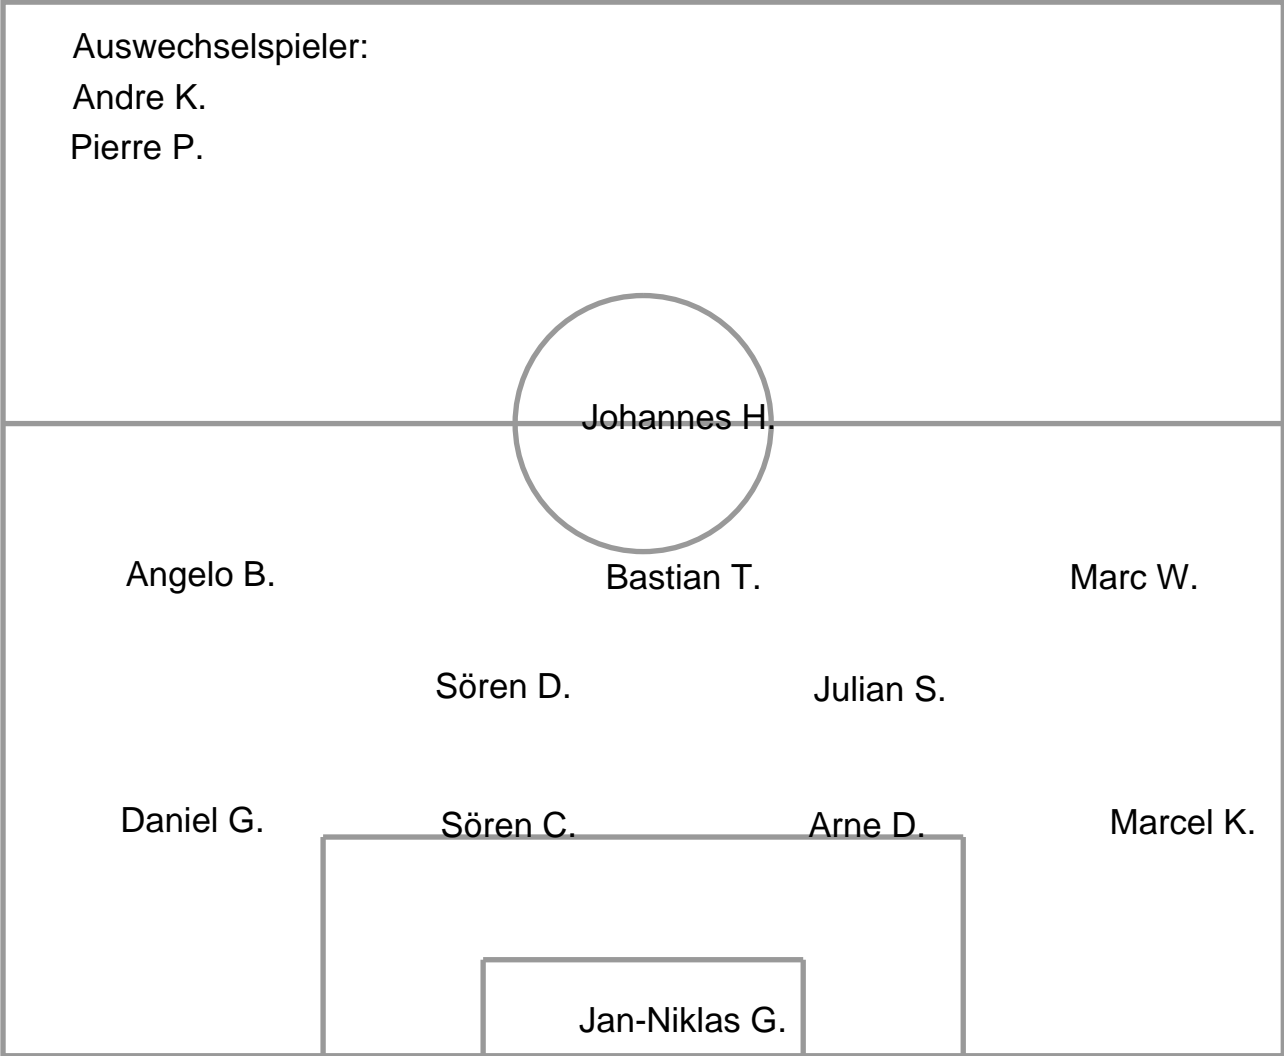 Auswechselspieler:
Andre K.
Pierre P.
Johannes H.
Angelo B.
Bastian T.
Marc W.
Sören D.
Julian S.
Daniel G.
Sören C.
Arne D.
Marcel K.
Jan-Niklas G.